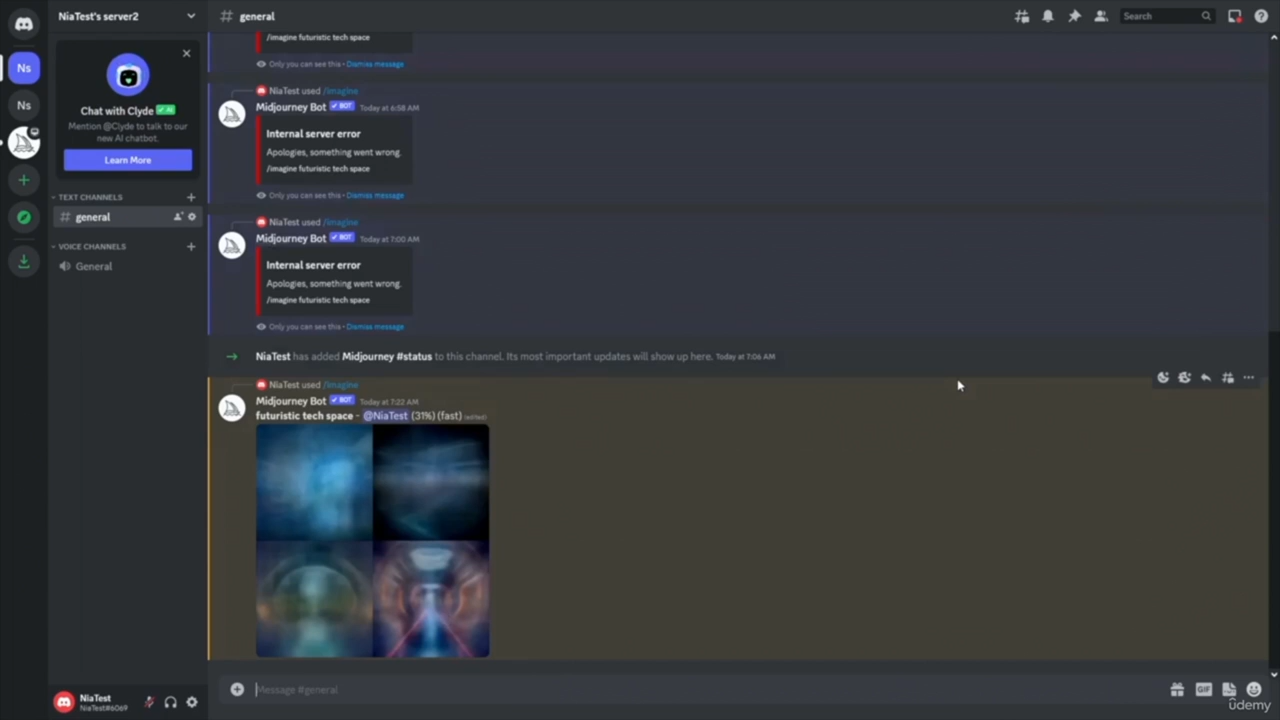 NiaTest's server2
# general
Search
Ns
Ns
Chat with Clyde ✓ AI
Mention @Clyde to talk to our
new AI chatbot.
Learn More
TEXT CHANNELS
general
VOICE CHANNELS
General
/imagine futuristic tech space
Only you can see this • Dismiss message
NiaTest used /imagine
Midjourney Bot ✓ BOT Today at 6:58 AM
Internal server error
Apologies, something went wrong.
/imagine futuristic tech space
Only you can see this • Dismiss message
NiaTest used /imagine
Midjourney Bot ✓ BOT Today at 7:00 AM
Internal server error
Apologies, something went wrong.
/imagine futuristic tech space
Only you can see this • Dismiss message
NiaTest has added Midjourney #status to this channel. Its most important updates will show up here. Today at 7:06 AM
NiaTest used /imagine
Midjourney Bot ✓ BOT Today at 7:22 AM
futuristic tech space - @NiaTest (31%) (fast) (edited)
NiaTest
NiaTest#6069
Message #general
GIF
ûdemy